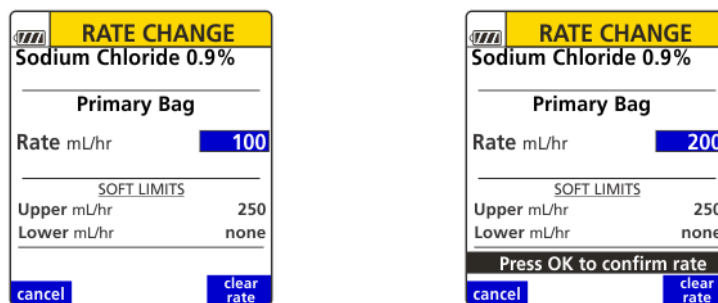 RATE CHANGE
Sodium Chloride 0.9%
Primary Bag
Rate mL/hr 100
SOFT LIMITS
Upper mL/hr 250
Lower mL/hr none
cancel clear
rate
RATE CHANGE
Sodium Chloride 0.9%
Primary Bag
Rate mL/hr 200
SOFT LIMITS
Upper mL/hr 250
Lower mL/hr none
Press OK to confirm rate
cancel clear
rate